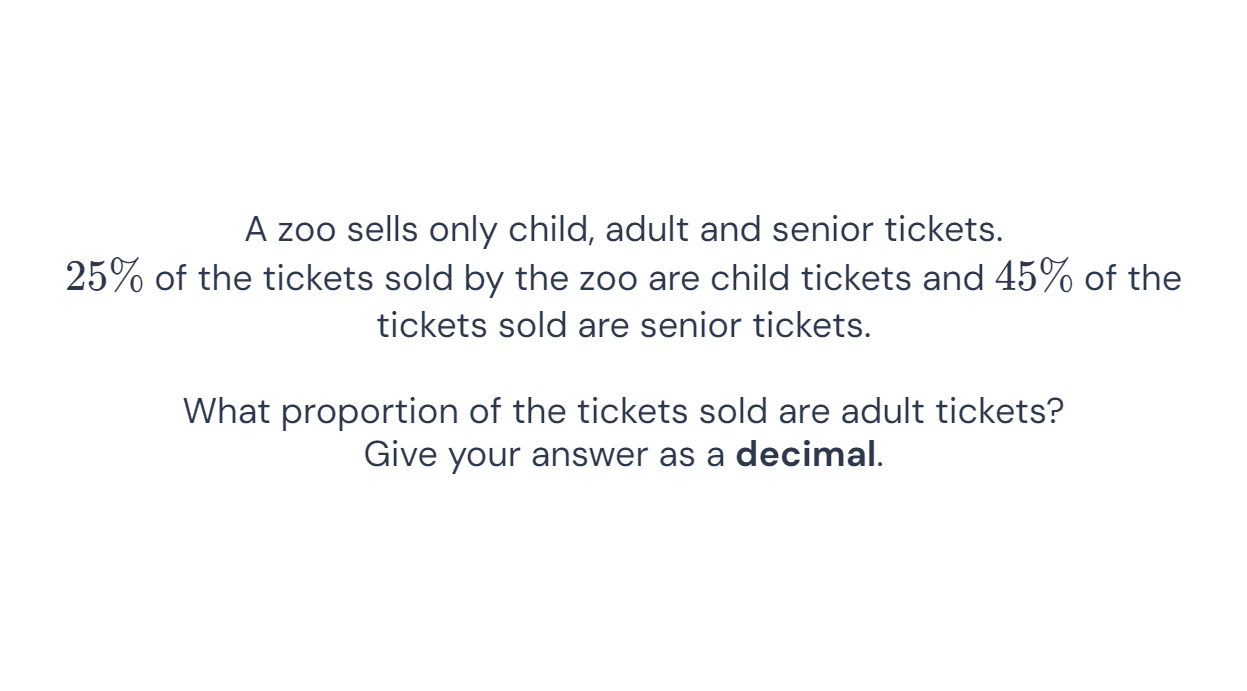 A zoo sells only child, adult and senior tickets.
25% of the tickets sold by the zoo are child tickets and 45% of the
tickets sold are senior tickets.
What proportion of the tickets sold are adult tickets?
Give your answer as a decimal.